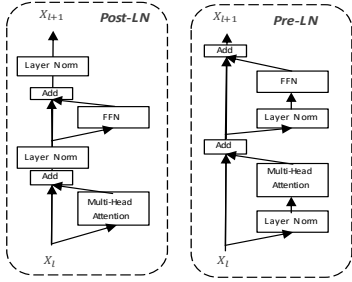 X_{l+1}
Post-LN
Layer Norm
Add
FFN
Layer Norm
Add
Multi-Head
Attention
X_l
X_{l+1}
Pre-LN
Add
FFN
Layer Norm
Add
Multi-Head
Attention
Layer Norm
X_l